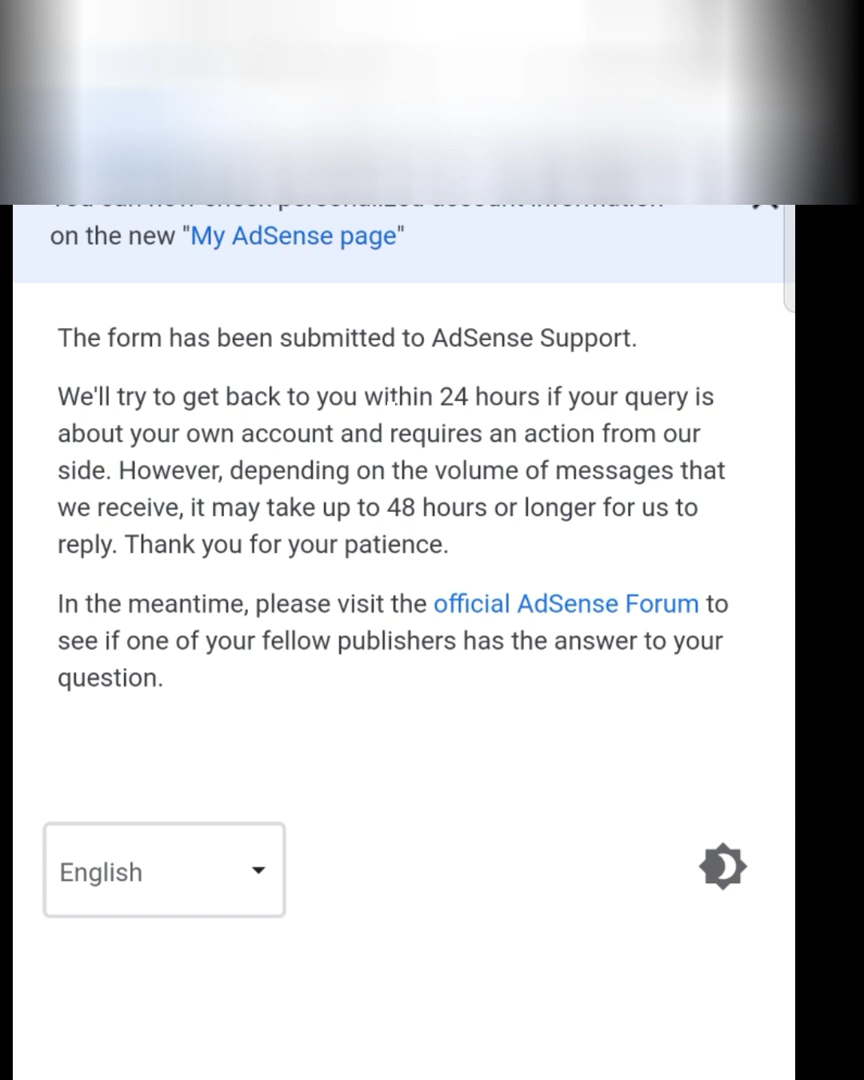 on the new "My AdSense page"
The form has been submitted to AdSense Support.
We'll try to get back to you within 24 hours if your query is
about your own account and requires an action from our
side. However, depending on the volume of messages that
we receive, it may take up to 48 hours or longer for us to
reply. Thank you for your patience.
In the meantime, please visit the official AdSense Forum to
see if one of your fellow publishers has the answer to your
question.
English